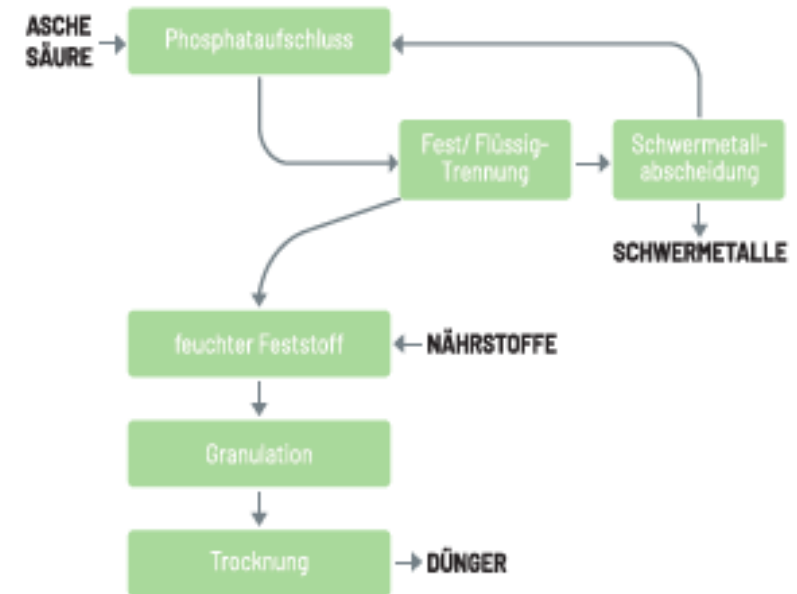 ASCHE
SÄURE
Phosphataufschluss
Fest/Flüssig-
Trennung
Schwermetall-
abscheidung
SCHWERMETALLE
feuchter Feststoff
NÄHRSTOFFE
Granulation
Trocknung
DÜNGER